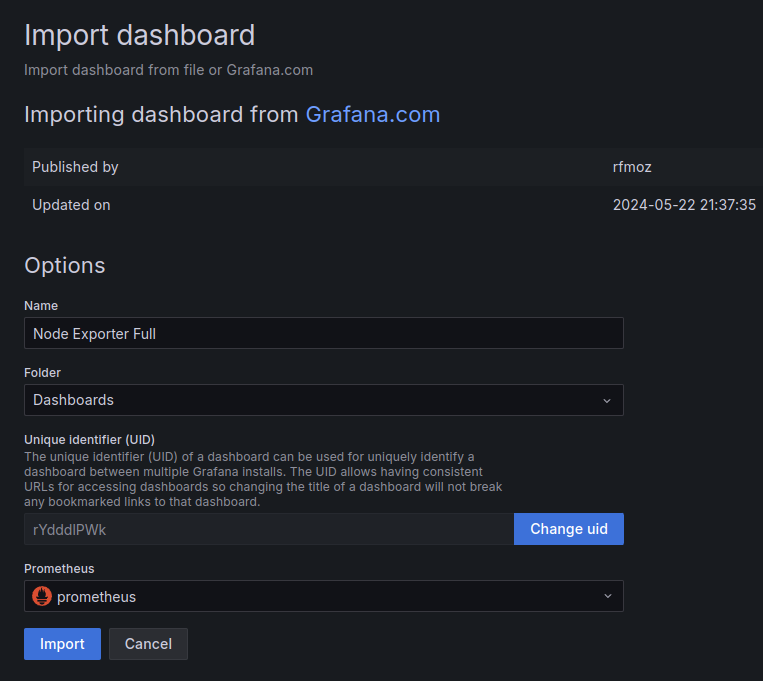 Import dashboard
Import dashboard from file or Grafana.com
Importing dashboard from Grafana.com
Published by rfmoz
Updated on 2024-05-22 21:37:35
Options
Name
Node Exporter Full
Folder
Dashboards
Unique identifier (UID)
The unique identifier (UID) of a dashboard can be used for uniquely identify a
dashboard between multiple Grafana installs. The UID allows having consistent
URLs for accessing dashboards so changing the title of a dashboard will not break
any bookmarked links to that dashboard.
rYdddlPWk Change uid
Prometheus
prometheus
Import Cancel